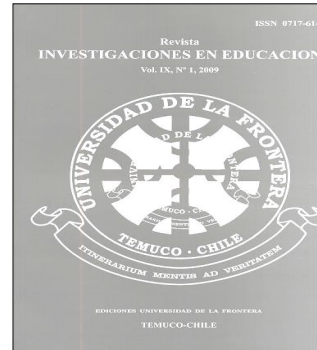 ISSN 0717-61
Revista
INVESTIGACIONES EN EDUCACION
Vol. IX, Nº 1, 2009
UNIVERSIDAD DE LA FRONTERA
TEMUCO - CHILE
ITINERARIUM MENTIS AD VERITATEM
EDICIONES UNIVERSIDAD DE LA FRONTERA
TEMUCO-CHILE